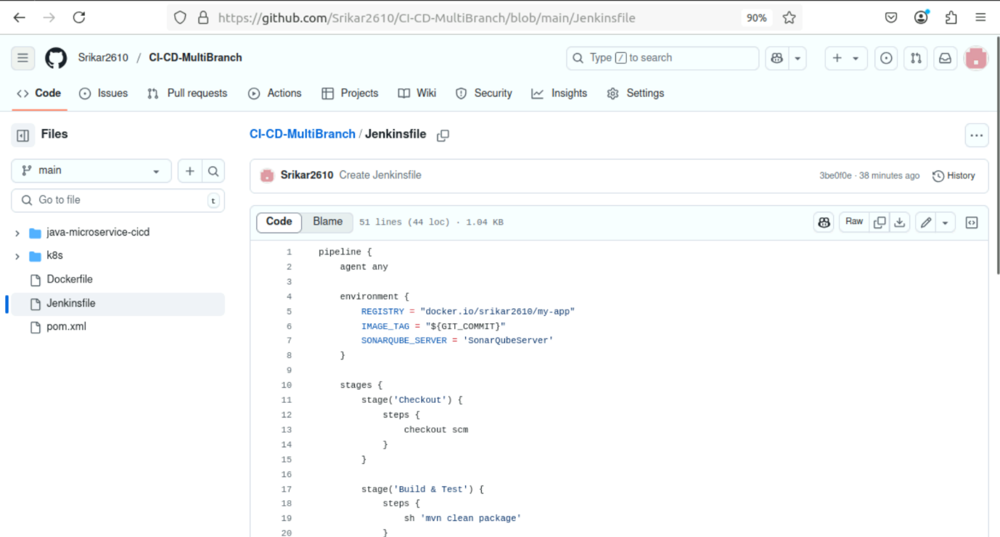 https://github.com/Srikar2610/CI-CD-MultiBranch/blob/main/Jenkinsfile 90%
Srikar2610 / CI-CD-MultiBranch Type / to search
Code Issues Pull requests Actions Projects Wiki Security Insights Settings
Files
main
Go to file t
java-microservice-cicd
k8s
Dockerfile
Jenkinsfile
pom.xml
CI-CD-MultiBranch / Jenkinsfile
Srikar2610 Create Jenkinsfile 3be0f0e · 38 minutes ago History
Code Blame 51 lines (44 loc) · 1.04 KB Raw
1 pipeline {
2     agent any
3
4     environment {
5         REGISTRY = "docker.io/srikar2610/my-app"
6         IMAGE_TAG = "${GIT_COMMIT}"
7         SONARQUBE_SERVER = 'SonarQubeServer'
8     }
9
10     stages {
11         stage('Checkout') {
12             steps {
13                 checkout scm
14             }
15         }
16
17         stage('Build & Test') {
18             steps {
19                 sh 'mvn clean package'
20             }